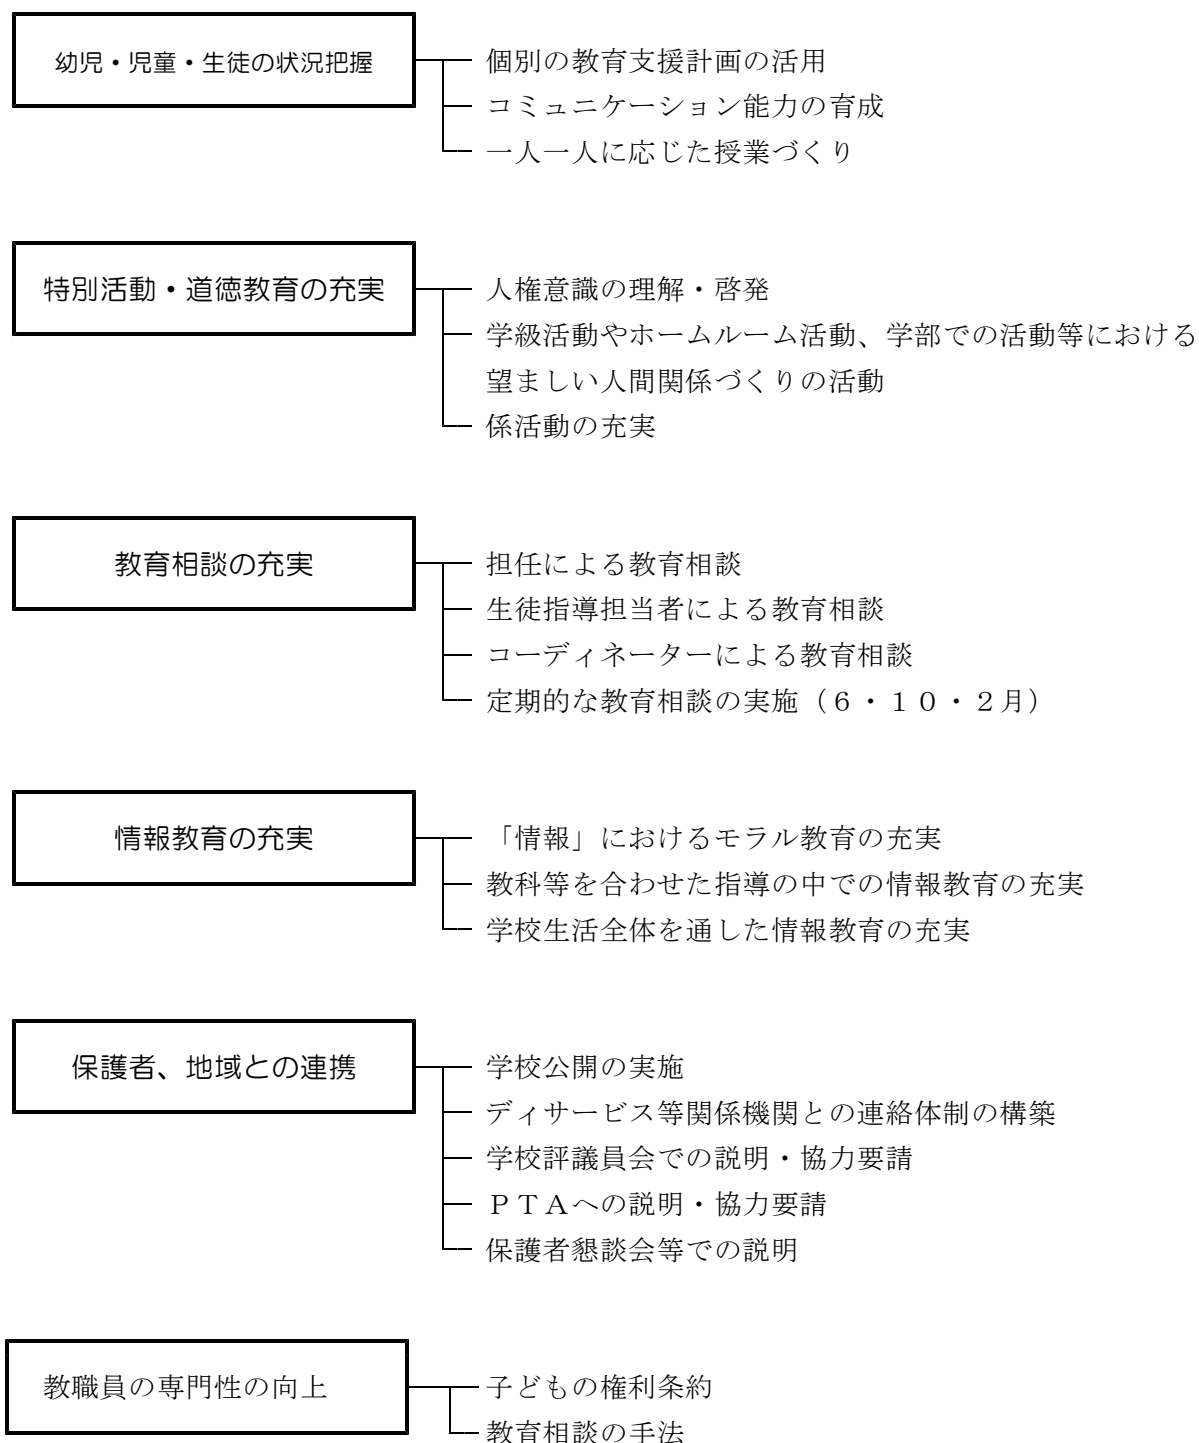 幼児・児童・生徒の状況把握
個別の教育支援計画の活用
コミュニケーション能力の育成
一人一人に応じた授業づくり
特別活動・道徳教育の充実
人権意識の理解・啓発
学級活動やホームルーム活動、学部での活動等における
望ましい人間関係づくりの活動
係活動の充実
教育相談の充実
担任による教育相談
生徒指導担当者による教育相談
コーディネーターによる教育相談
定期的な教育相談の実施（６・１０・２月）
情報教育の充実
「情報」におけるモラル教育の充実
教科等を合わせた指導の中での情報教育の充実
学校生活全体を通した情報教育の充実
保護者、地域との連携
学校公開の実施
ディサービス等関係機関との連絡体制の構築
学校評議員会での説明・協力要請
ＰＴＡへの説明・協力要請
保護者懇談会等での説明
教職員の専門性の向上
子どもの権利条約
教育相談の手法